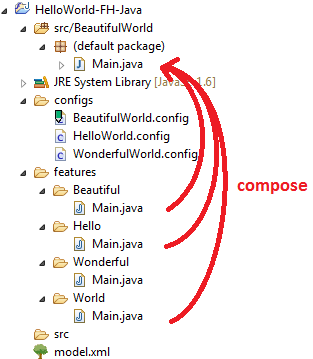 HelloWorld-FH-Java
src/BeautifulWorld
(default package)
Main.java
JRE System Library 1.6]
configs
BeautifulWorld.config
HelloWorld.config
WonderfulWorld.config
features
Beautiful
Main.java
compose
Hello
Main.java
Wonderful
Main.java
World
Main.java
src
model.xml